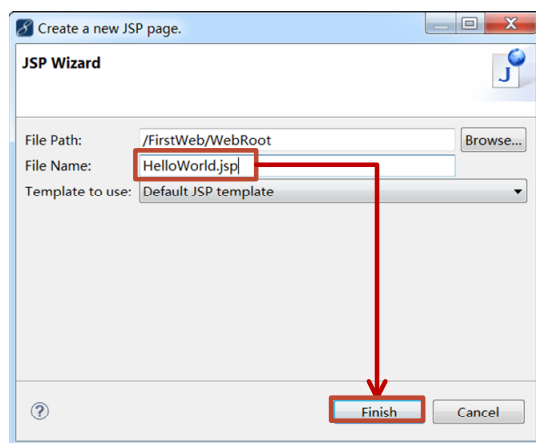 Create a new JSP page.
JSP Wizard
J
File Path: /FirstWeb/WebRoot Browse...
File Name: HelloWorld.jsp
Template to use: Default JSP template
? Finish Cancel